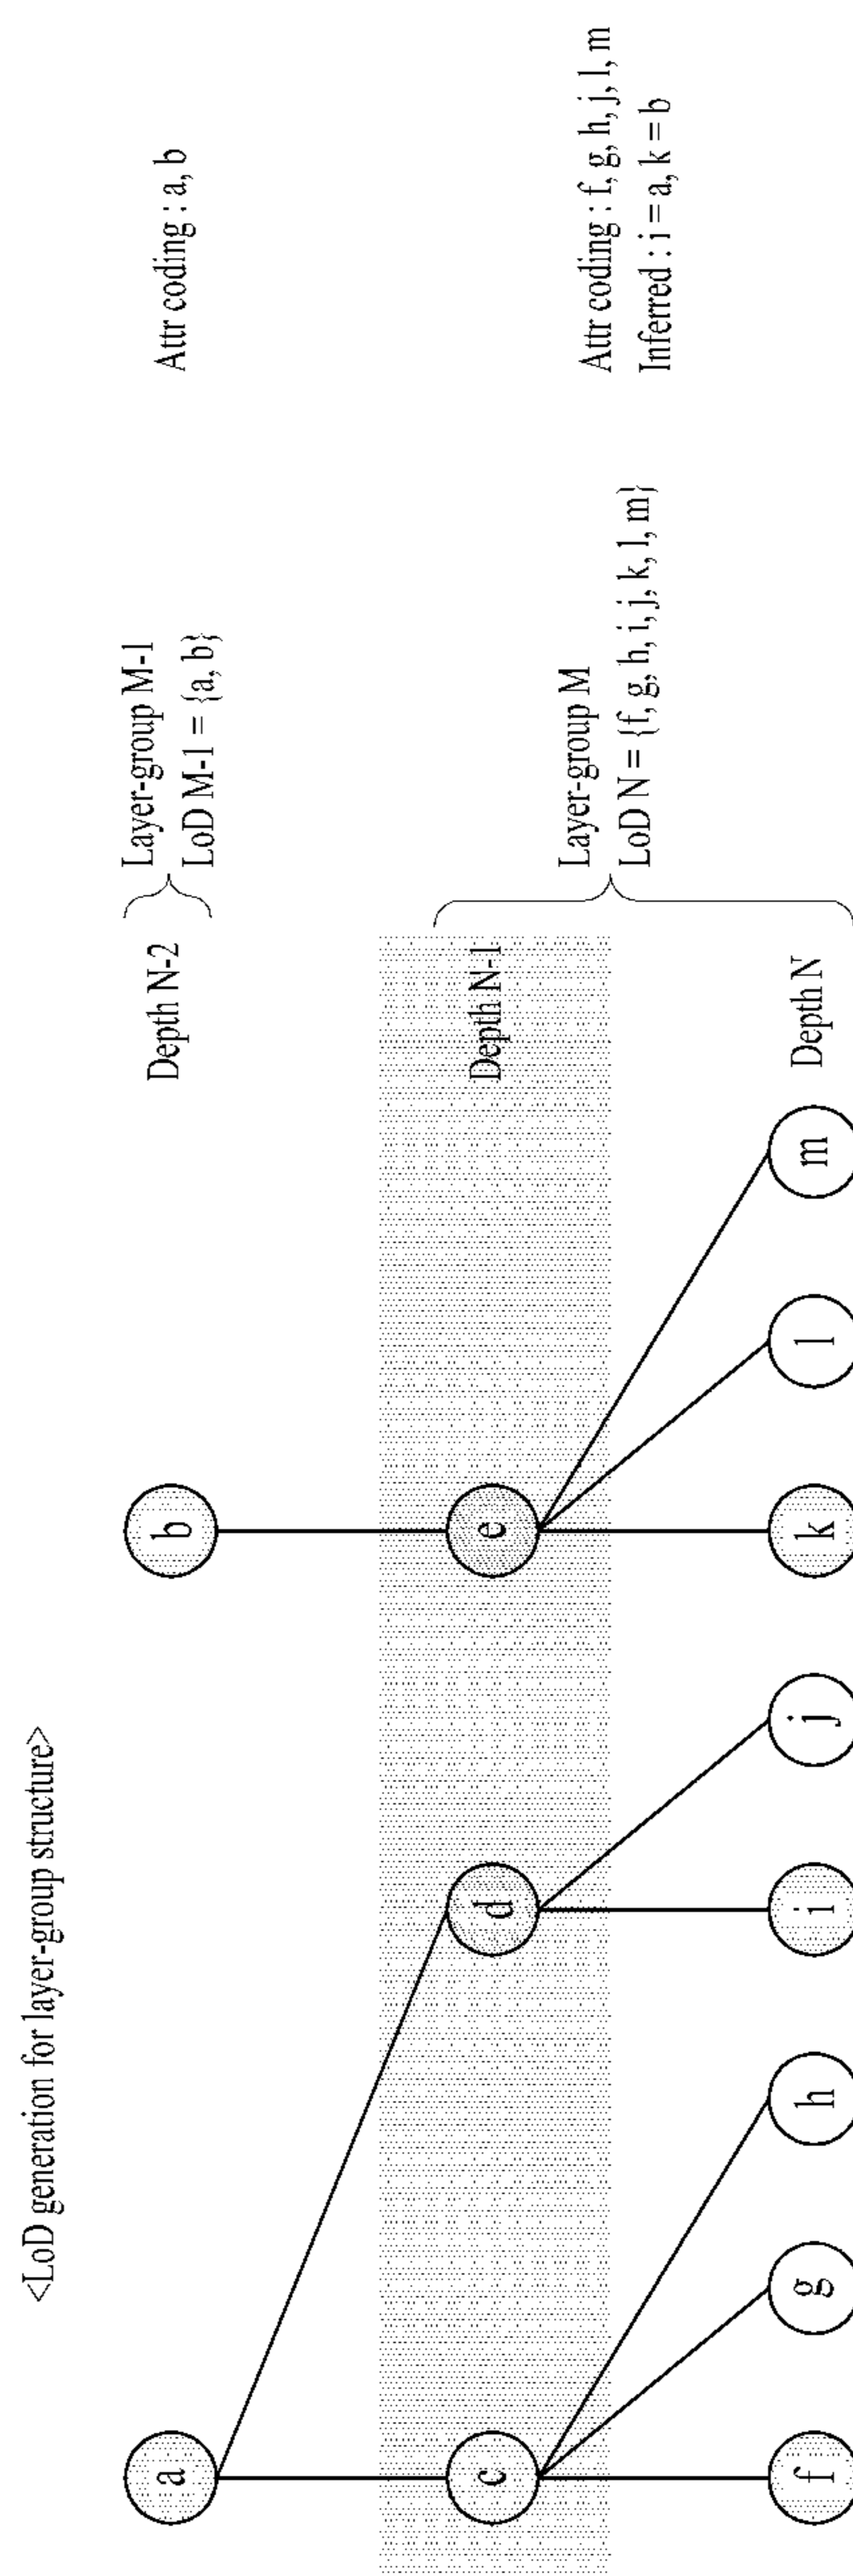 <LoD generation for layer-group structure>
a
b
Depth N-2
Layer-group M-1
LoD M-1 = {a, b}
Attr coding : a, b
c
d
e
Depth N-1
Layer-group M
LoD N = {f, g, h, i, j, k, l, m}
Attr coding : f, g, h, j, l, m
Inferred : i = a, k = b
f
g
h
i
j
k
l
m
Depth N